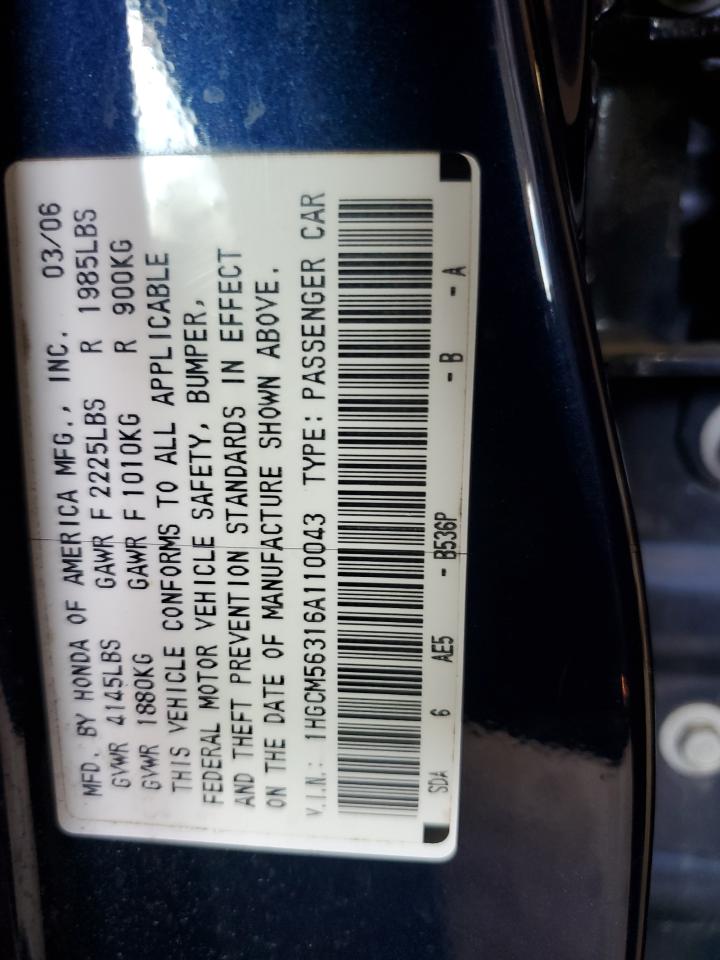 MFD. BY HONDA OF AMERICA MFG., INC. 03/06
GVWR 4145LBS GAWR F 2225LBS R 1985LBS
GVWR 1880KG GAWR F 1010KG R 900KG
THIS VEHICLE CONFORMS TO ALL APPLICABLE
FEDERAL MOTOR VEHICLE SAFETY, BUMPER,
AND THEFT PREVENTION STANDARDS IN EFFECT
ON THE DATE OF MANUFACTURE SHOWN ABOVE.
V.I.N.: 1HGCM56316A110043 TYPE: PASSENGER CAR
SDA 6 AE5 - B536P - B - A